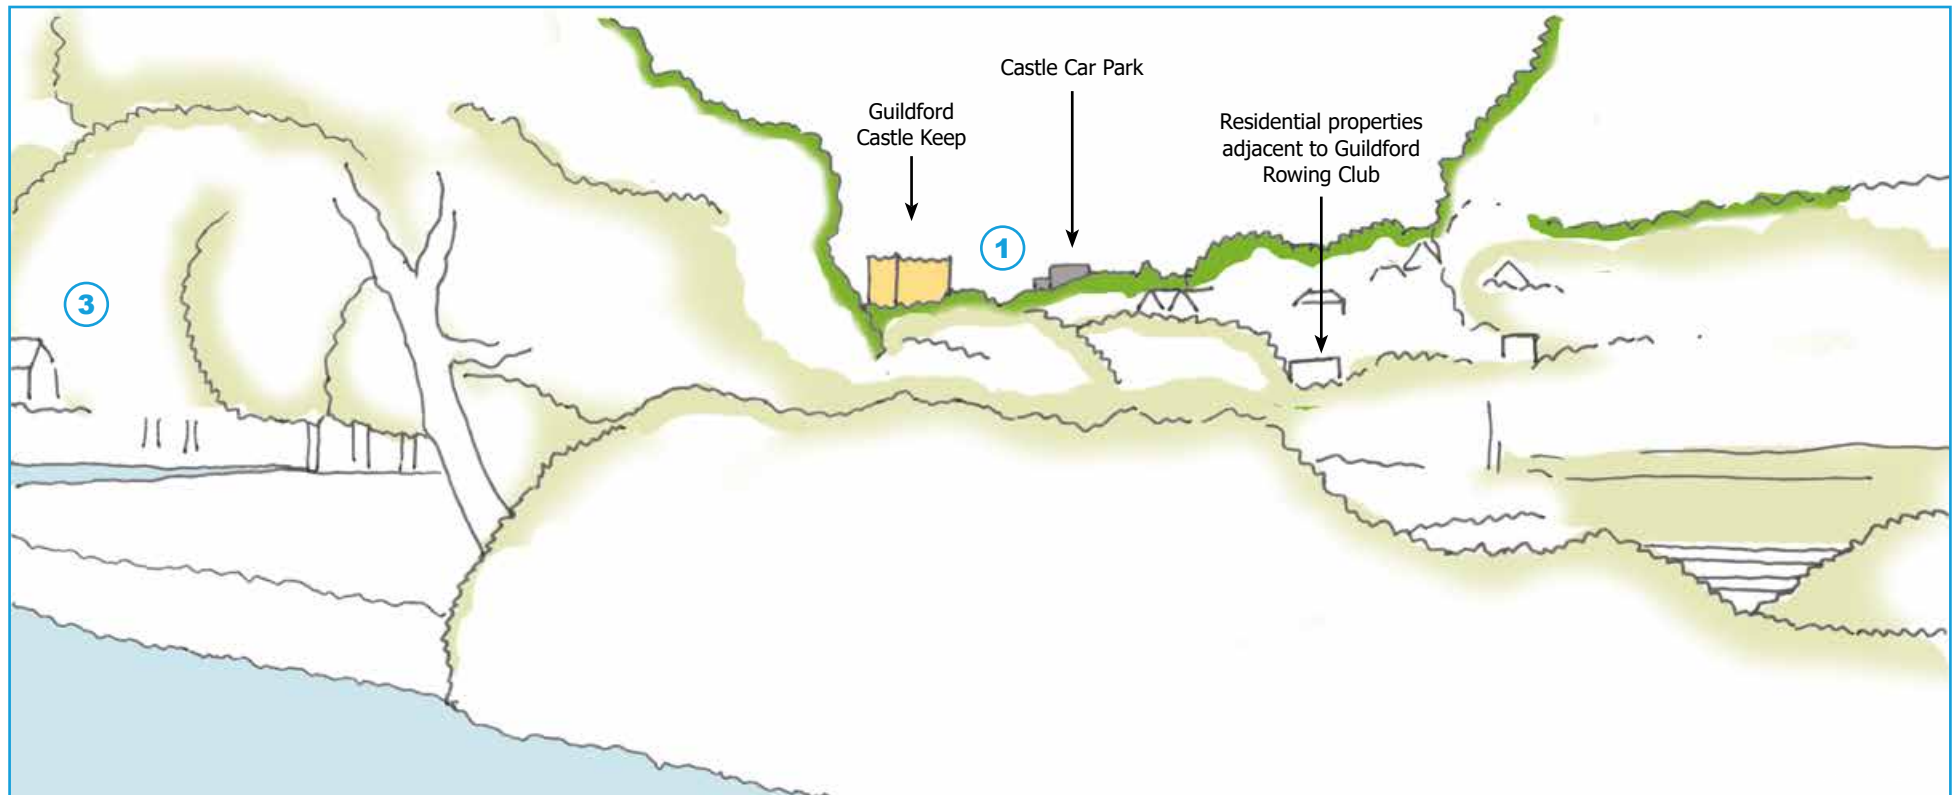 Castle Car Park
Guildford
Castle Keep
Residential properties
adjacent to Guildford
Rowing Club
1
3